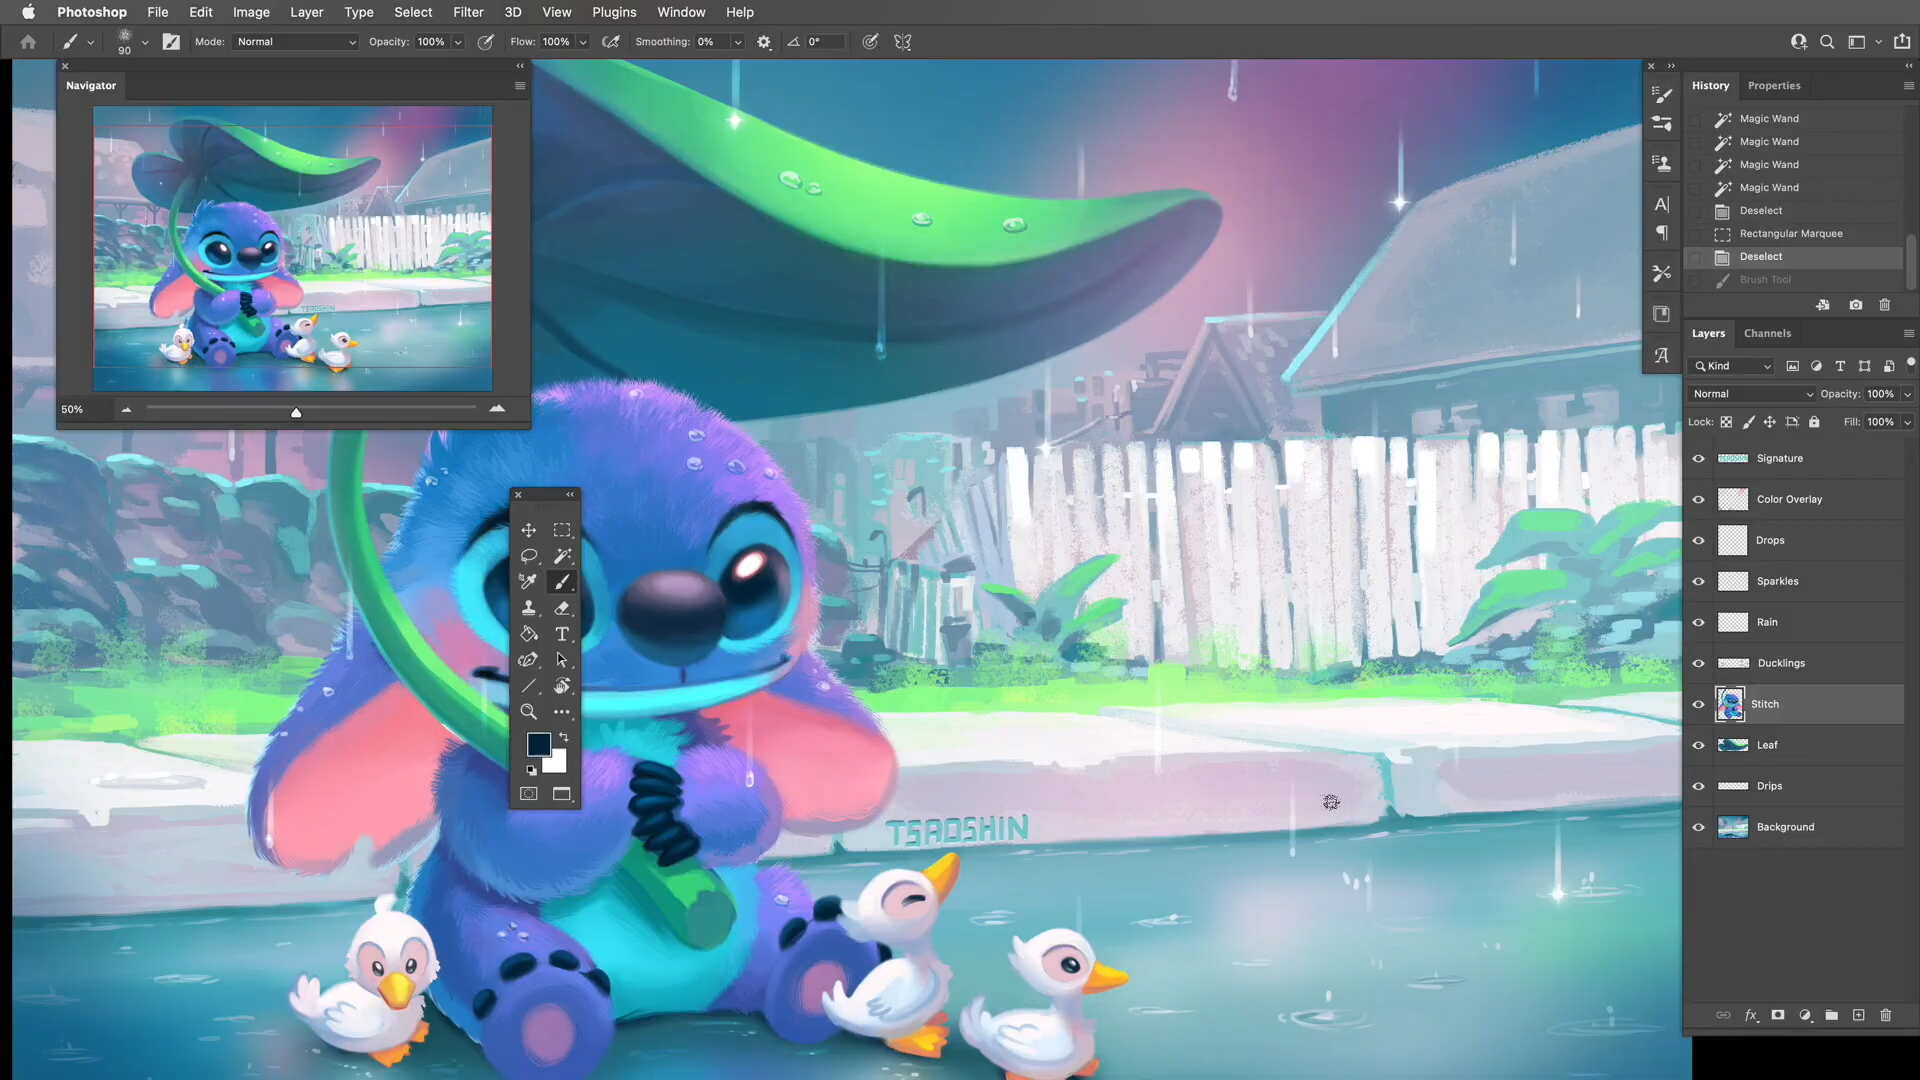 Photoshop File Edit Image Layer Type Select Filter 3D View Plugins Window Help
90 Mode: Normal Opacity: 100% Flow: 100% Smoothing: 0% 0°
Navigator
50%
TSAOSHIN
History Properties
Magic Wand
Magic Wand
Magic Wand
Magic Wand
Deselect
Rectangular Marquee
Deselect
Brush Tool
Layers Channels
Kind
Normal Opacity: 100%
Lock: Fill: 100%
Signature
Color Overlay
Drops
Sparkles
Rain
Ducklings
Stitch
Leaf
Drips
Background